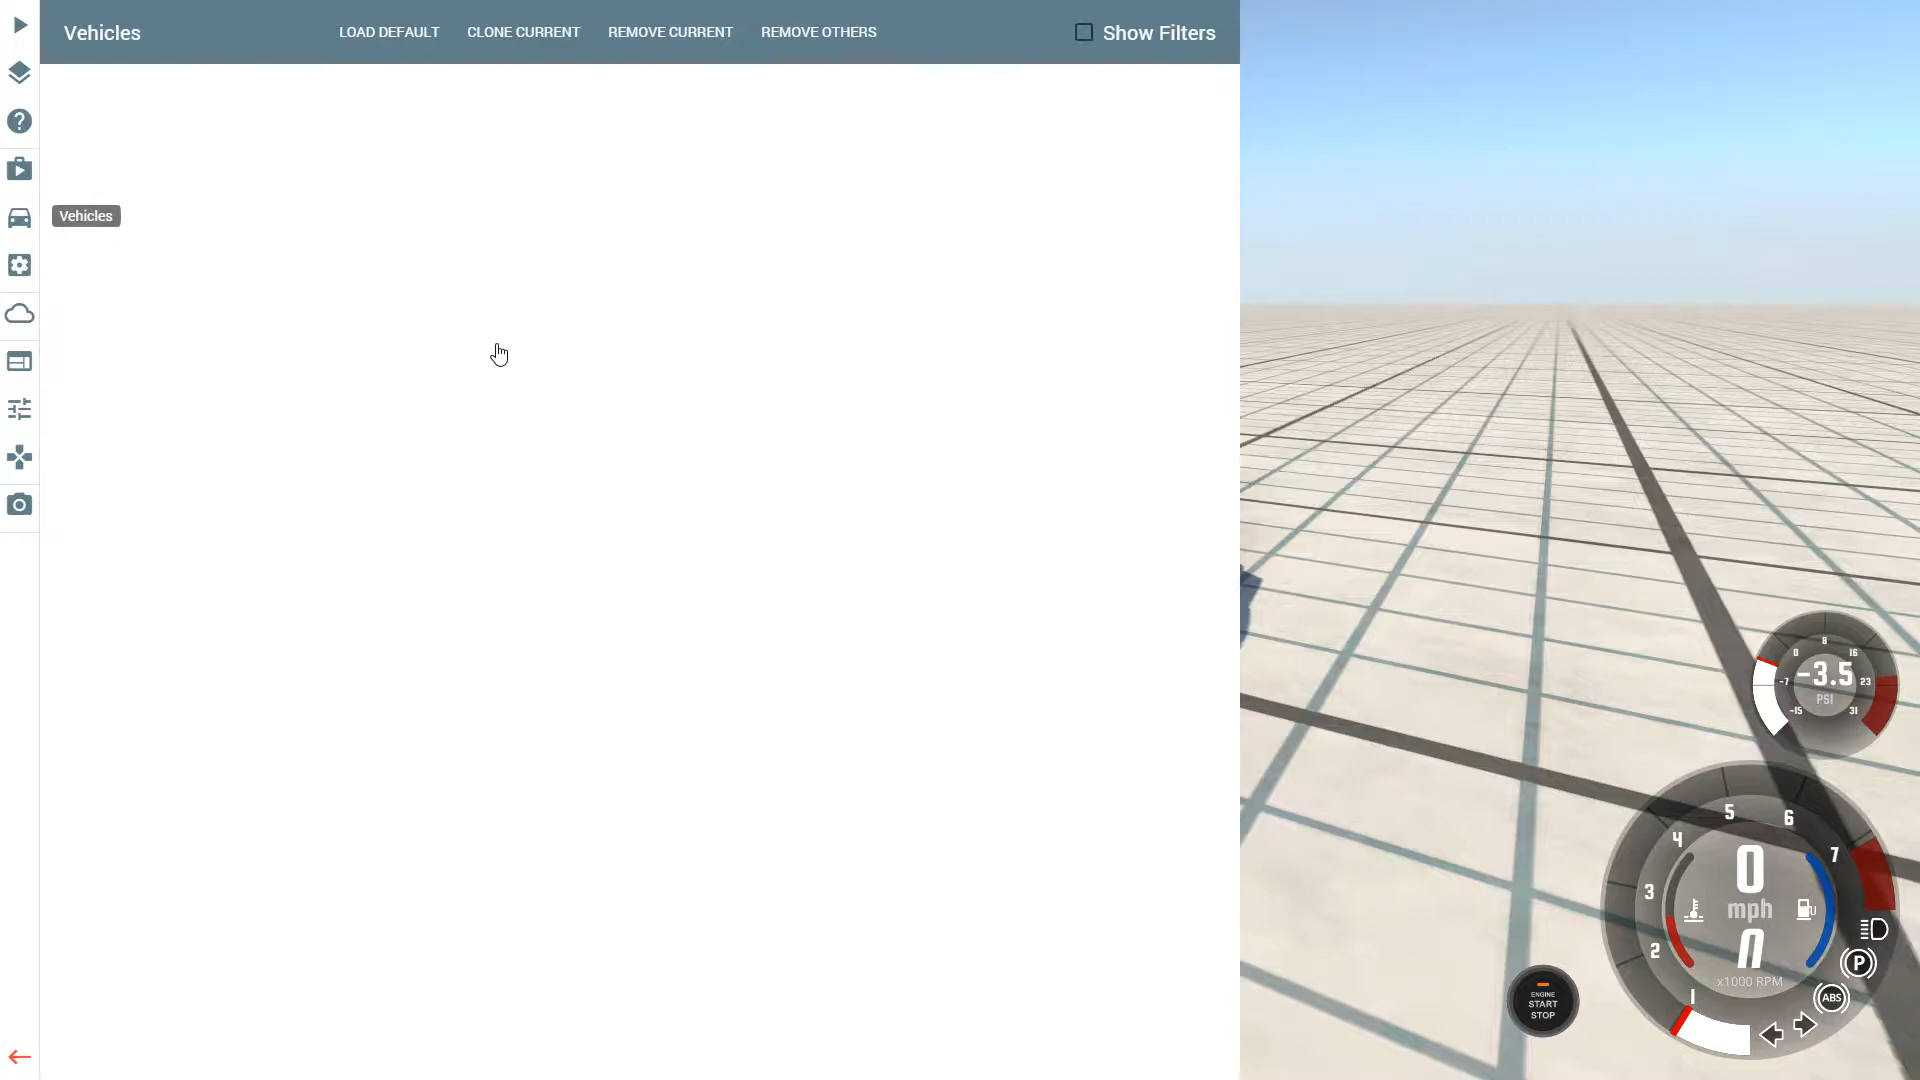 Vehicles
LOAD DEFAULT
CLONE CURRENT
REMOVE CURRENT
REMOVE OTHERS
Show Filters
Vehicles
8
0
16
-3.5
-7
23
PSI
-15
31
5
6
4
7
0
3
mph
2
n
x1000 RPM
P
1
ABS
ENGINE
START
STOP